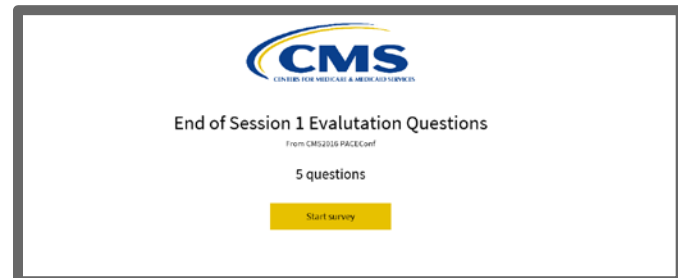 CMS
CENTERS FOR MEDICARE & MEDICAID SERVICES
End of Session 1 Evalutation Questions
From CMS2016 PACEConf
5 questions
Start survey